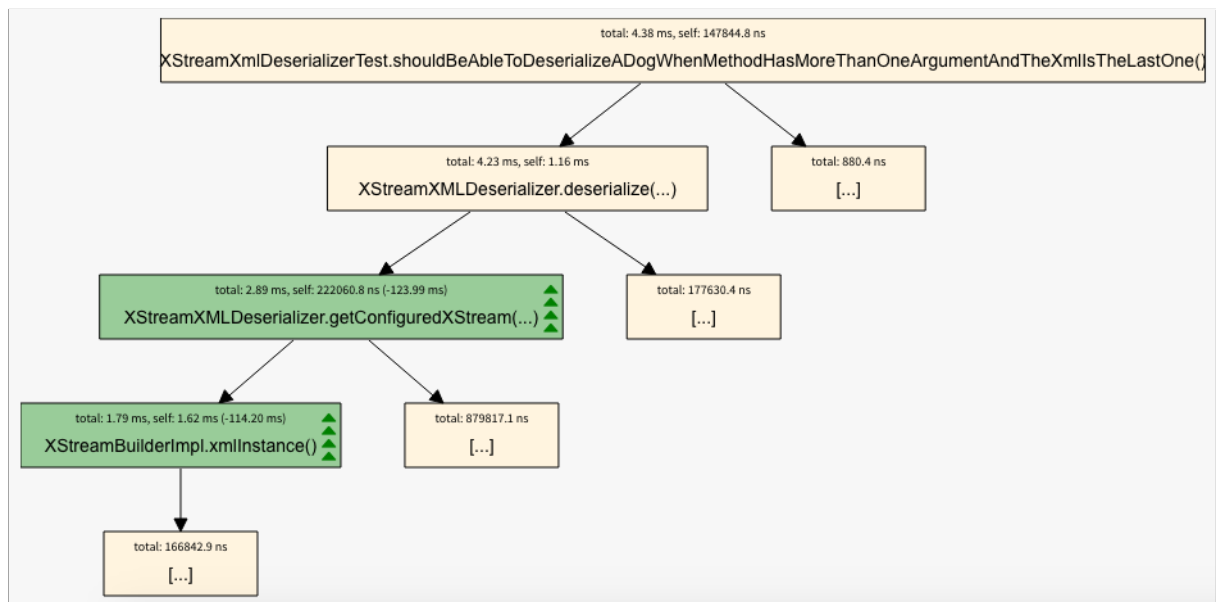 total: 4.38 ms, self: 147844.8 ns
XStreamXmlDeserializerTest.shouldBeAbleToDeserializeADogWhenMethodHasMoreThanOneArgumentAndTheXmlIsTheLastOne()
total: 4.23 ms, self: 1.16 ms
XStreamXMLDeserializer.deserialize(...)
total: 880.4 ns
[...]
total: 2.89 ms, self: 222060.8 ns (-123.99 ms)
XStreamXMLDeserializer.getConfiguredXStream(...)
total: 177630.4 ns
[...]
total: 1.79 ms, self: 1.62 ms (-114.20 ms)
XStreamBuilderImpl.xmlInstance()
total: 879817.1 ns
[...]
total: 166842.9 ns
[...]